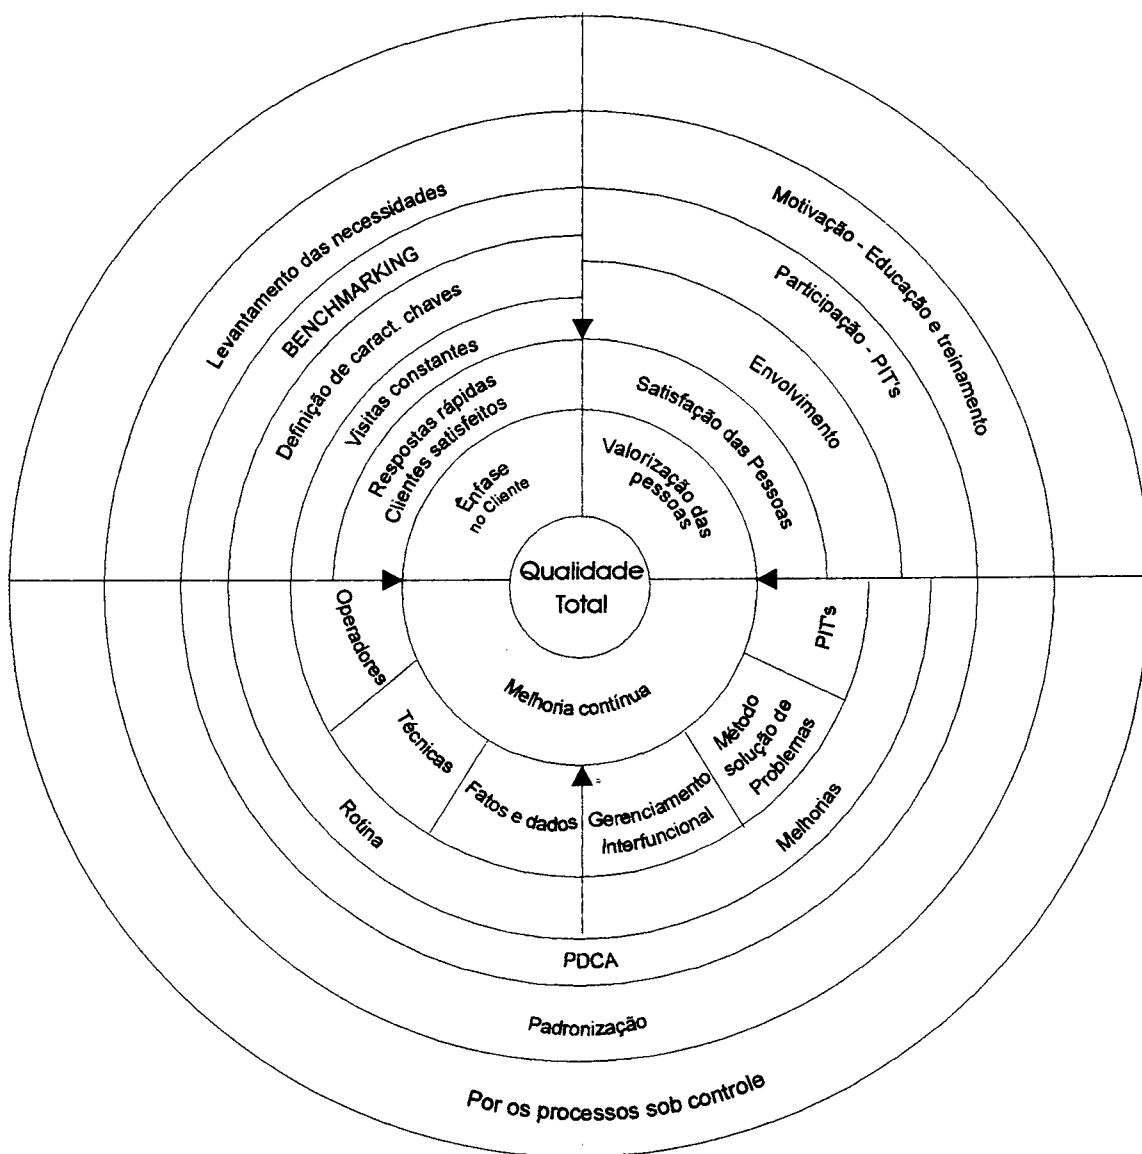 Levantamento das necessidades
BENCHMARKING
Definição de caract. chaves
Visitas constantes
Respostas rápidas
Clientes satisfeitos
Ênfase
no Cliente
Motivação - Educação e treinamento
Participação - PIT's
Envolvimento
Satisfação das Pessoas
Valorização das
pessoas
Qualidade
Total
Operadores
Técnicas
Fatos e dados
Gerenciamento
Interfuncional
Método
solução de
Problemas
PIT's
Melhoria contínua
Rotina
Melhorias
PDCA
Padronização
Por os processos sob controle